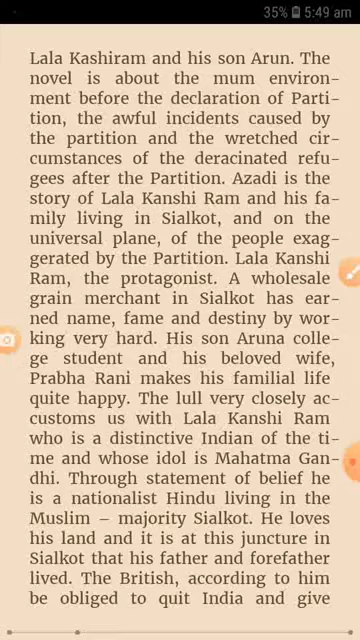 35% 5:49 am
Lala Kashiram and his son Arun. The
novel is about the mum environ-
ment before the declaration of Parti-
tion, the awful incidents caused by
the partition and the wretched cir-
cumstances of the deracinated refu-
gees after the Partition. Azadi is the
story of Lala Kanshi Ram and his fa-
mily living in Sialkot, and on the
universal plane, of the people exag-
gerated by the Partition. Lala Kanshi
Ram, the protagonist. A wholesale
grain merchant in Sialkot has ear-
ned name, fame and destiny by wor-
king very hard. His son Aruna colle-
ge student and his beloved wife,
Prabha Rani makes his familial life
quite happy. The lull very closely ac-
customs us with Lala Kanshi Ram
who is a distinctive Indian of the ti-
me and whose idol is Mahatma Gan-
dhi. Through statement of belief he
is a nationalist Hindu living in the
Muslim – majority Sialkot. He loves
his land and it is at this juncture in
Sialkot that his father and forefather
lived. The British, according to him
be obliged to quit India and give